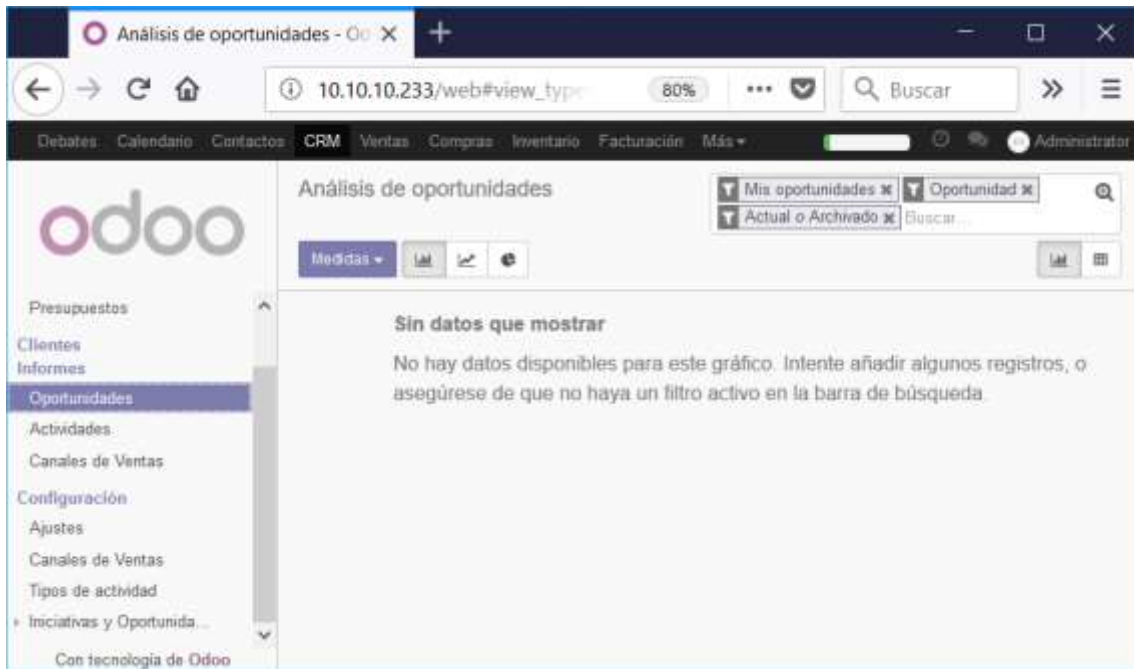 Análisis de oportunidades - Od
10.10.10.233/web#view_type
80%
Buscar
Debates Calendario Contactos CRM Ventas Compras Inventario Facturación Más Administrator
odoo
Análisis de oportunidades
Mis oportunidades Oportunidad
Actual o Archivado Buscar...
Medidas
Presupuestos
Clientes
Informes
Oportunidades
Actividades
Canales de Ventas
Configuración
Ajustes
Canales de Ventas
Tipos de actividad
Iniciativas y Oportunida...
Con tecnología de Odoo
Sin datos que mostrar
No hay datos disponibles para este gráfico. Intente añadir algunos registros, o
asegúrese de que no haya un filtro activo en la barra de búsqueda.